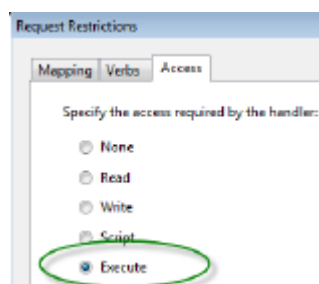 Request Restrictions
Mapping Verbs Access
Specify the access required by the handler:
None
Read
Write
Script
Execute